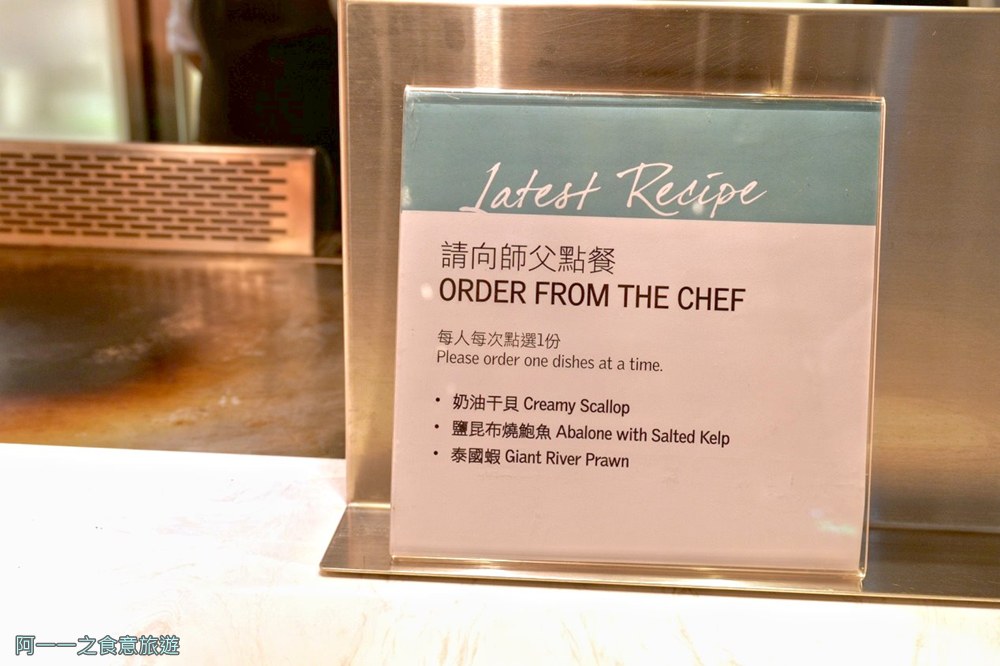 Latest Recipe
請向師父點餐
ORDER FROM THE CHEF
每人每次點選1份
Please order one dishes at a time.
• 奶油干貝 Creamy Scallop
• 鹽昆布燒鮑魚 Abalone with Salted Kelp
• 泰國蝦 Giant River Prawn
阿一一之食意旅遊